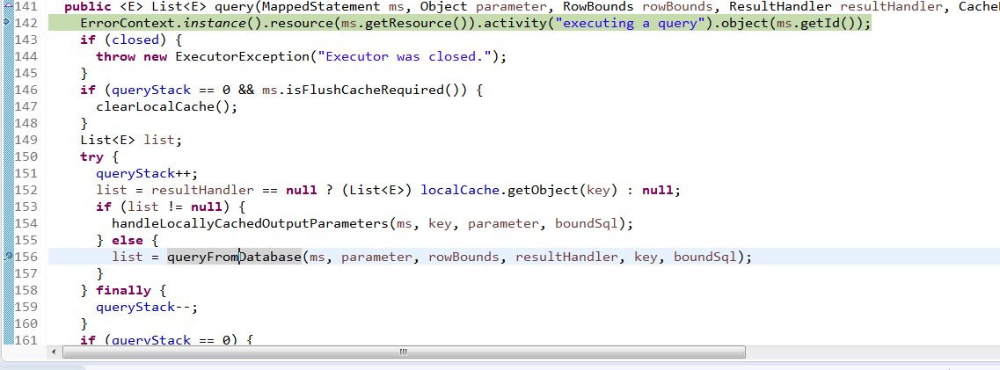 141 public <E> List<E> query(MappedStatement ms, Object parameter, RowBounds rowBounds, ResultHandler resultHandler, Cache
142 ErrorContext.instance().resource(ms.getResource()).activity("executing a query").object(ms.getId());
143 if (closed) {
144 throw new ExecutorException("Executor was closed.");
145 }
146 if (queryStack == 0 && ms.isFlushCacheRequired()) {
147 clearLocalCache();
148 }
149 List<E> list;
150 try {
151 queryStack++;
152 list = resultHandler == null ? (List<E>) localCache.getObject(key) : null;
153 if (list != null) {
154 handleLocallyCachedOutputParameters(ms, key, parameter, boundSql);
155 } else {
156 list = queryFromDatabase(ms, parameter, rowBounds, resultHandler, key, boundSql);
157 }
158 } finally {
159 queryStack--;
160 }
161 if (queryStack == 0) {